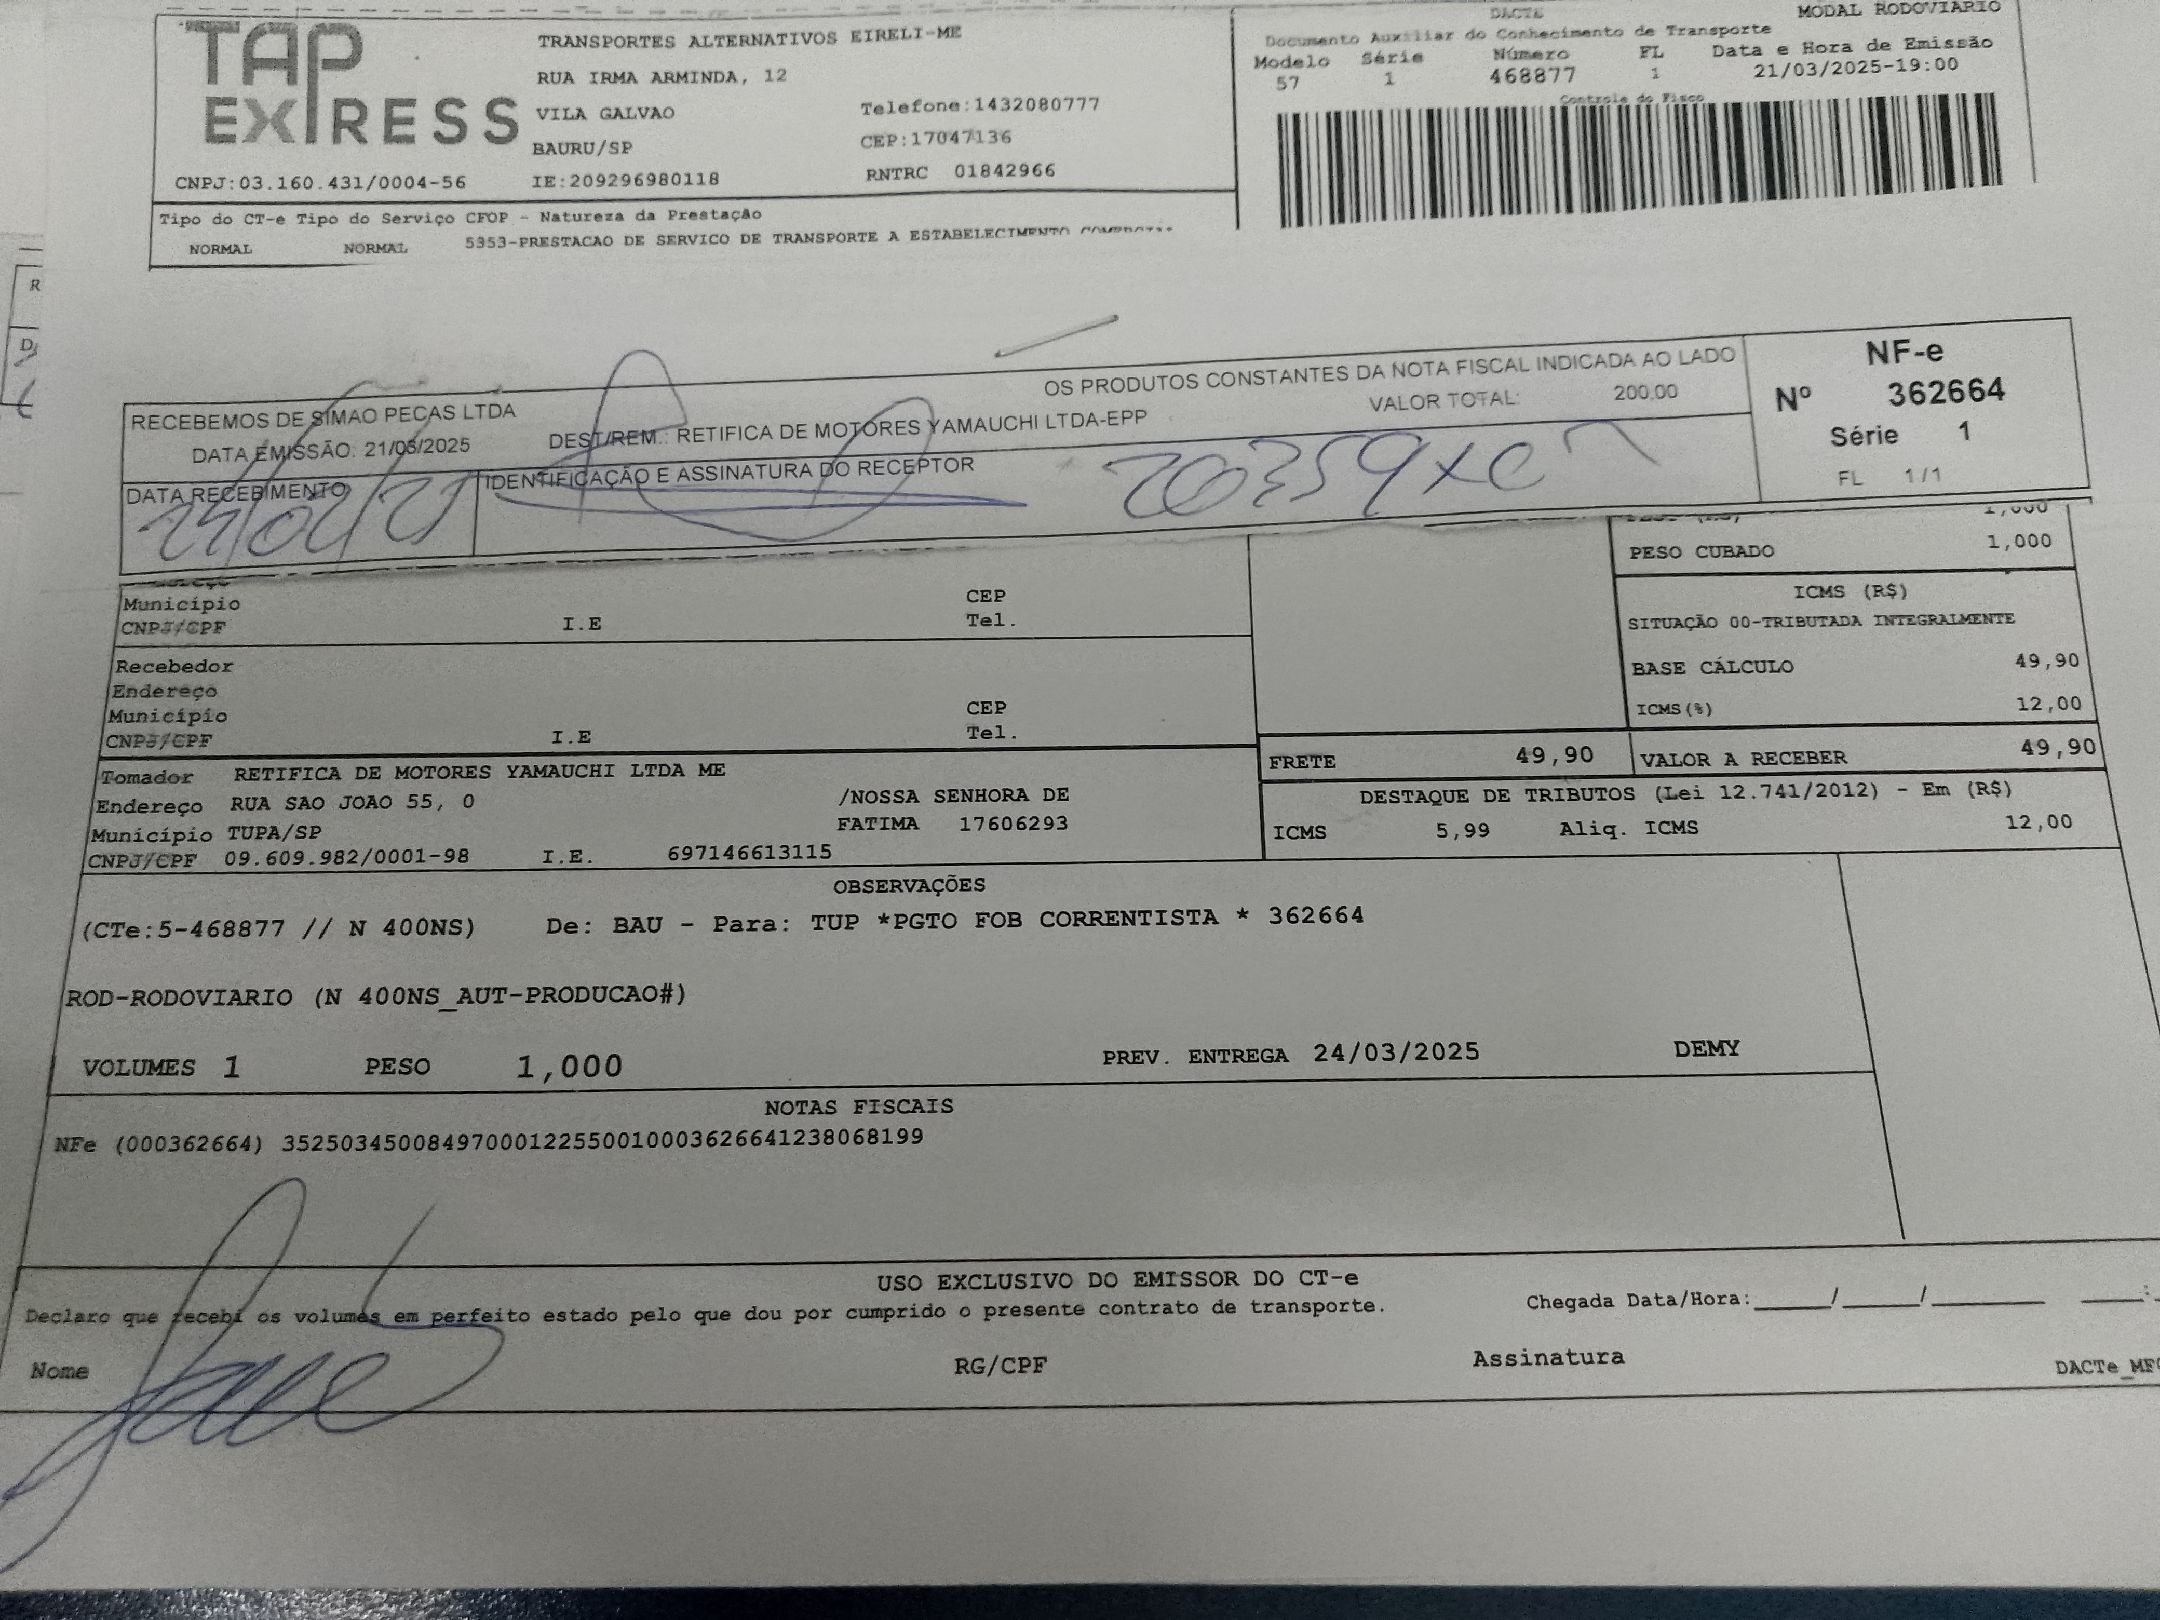 TAP
EXPRESS
TRANSPORTES ALTERNATIVOS EIRELI-ME
RUA IRMA ARMINDA, 12
VILA GALVAO Telefone:1432080777
BAURU/SP CEP:17047136
CNPJ:03.160.431/0004-56 IE:209296980118 RNTRC 01842966
Tipo do CT-e Tipo do Serviço CFOP - Natureza da Prestação
NORMAL NORMAL 5353-PRESTACAO DE SERVICO DE TRANSPORTE A ESTABELECIMENTO
DACTE MODAL RODOVIARIO
Documento Auxiliar do Conhecimento de Transporte
Modelo Série Número FL Data e Hora de Emissão
57 1 468877 1 21/03/2025-19:00
Controle do Fisco
RECEBEMOS DE SIMAO PECAS LTDA OS PRODUTOS CONSTANTES DA NOTA FISCAL INDICADA AO LADO
DATA EMISSÃO: 21/03/2025 DEST/REM.: RETIFICA DE MOTORES YAMAUCHI LTDA-EPP VALOR TOTAL: 200,00
DATA RECEBIMENTO IDENTIFICAÇÃO E ASSINATURA DO RECEPTOR
NF-e
Nº 362664
Série 1
FL 1/1
1,000
PESO CUBADO 1,000
Município CEP
CNPJ/CPF I.E Tel.
Recebedor
Endereço
Município CEP
CNPJ/CPF I.E Tel.
ICMS (R$)
SITUAÇÃO 00-TRIBUTADA INTEGRALMENTE
BASE CÁLCULO 49,90
ICMS(%) 12,00
FRETE 49,90 VALOR A RECEBER 49,90
Tomador RETIFICA DE MOTORES YAMAUCHI LTDA ME
Endereço RUA SAO JOAO 55, 0 /NOSSA SENHORA DE
Município TUPA/SP FATIMA 17606293
CNPJ/CPF 09.609.982/0001-98 I.E. 697146613115
DESTAQUE DE TRIBUTOS (Lei 12.741/2012) - Em (R$)
ICMS 5,99 Aliq. ICMS 12,00
OBSERVAÇÕES
(CTe:5-468877 // N 400NS) De: BAU - Para: TUP *PGTO FOB CORRENTISTA * 362664
ROD-RODOVIARIO (N 400NS_AUT-PRODUCAO#)
VOLUMES 1 PESO 1,000 PREV. ENTREGA 24/03/2025 DEMY
NOTAS FISCAIS
NFe (000362664) 35250345008497000122550010003626641238068199
USO EXCLUSIVO DO EMISSOR DO CT-e
Declaro que recebi os volumes em perfeito estado pelo que dou por cumprido o presente contrato de transporte. Chegada Data/Hora:_____/_____/_______ ____:_
Nome RG/CPF Assinatura